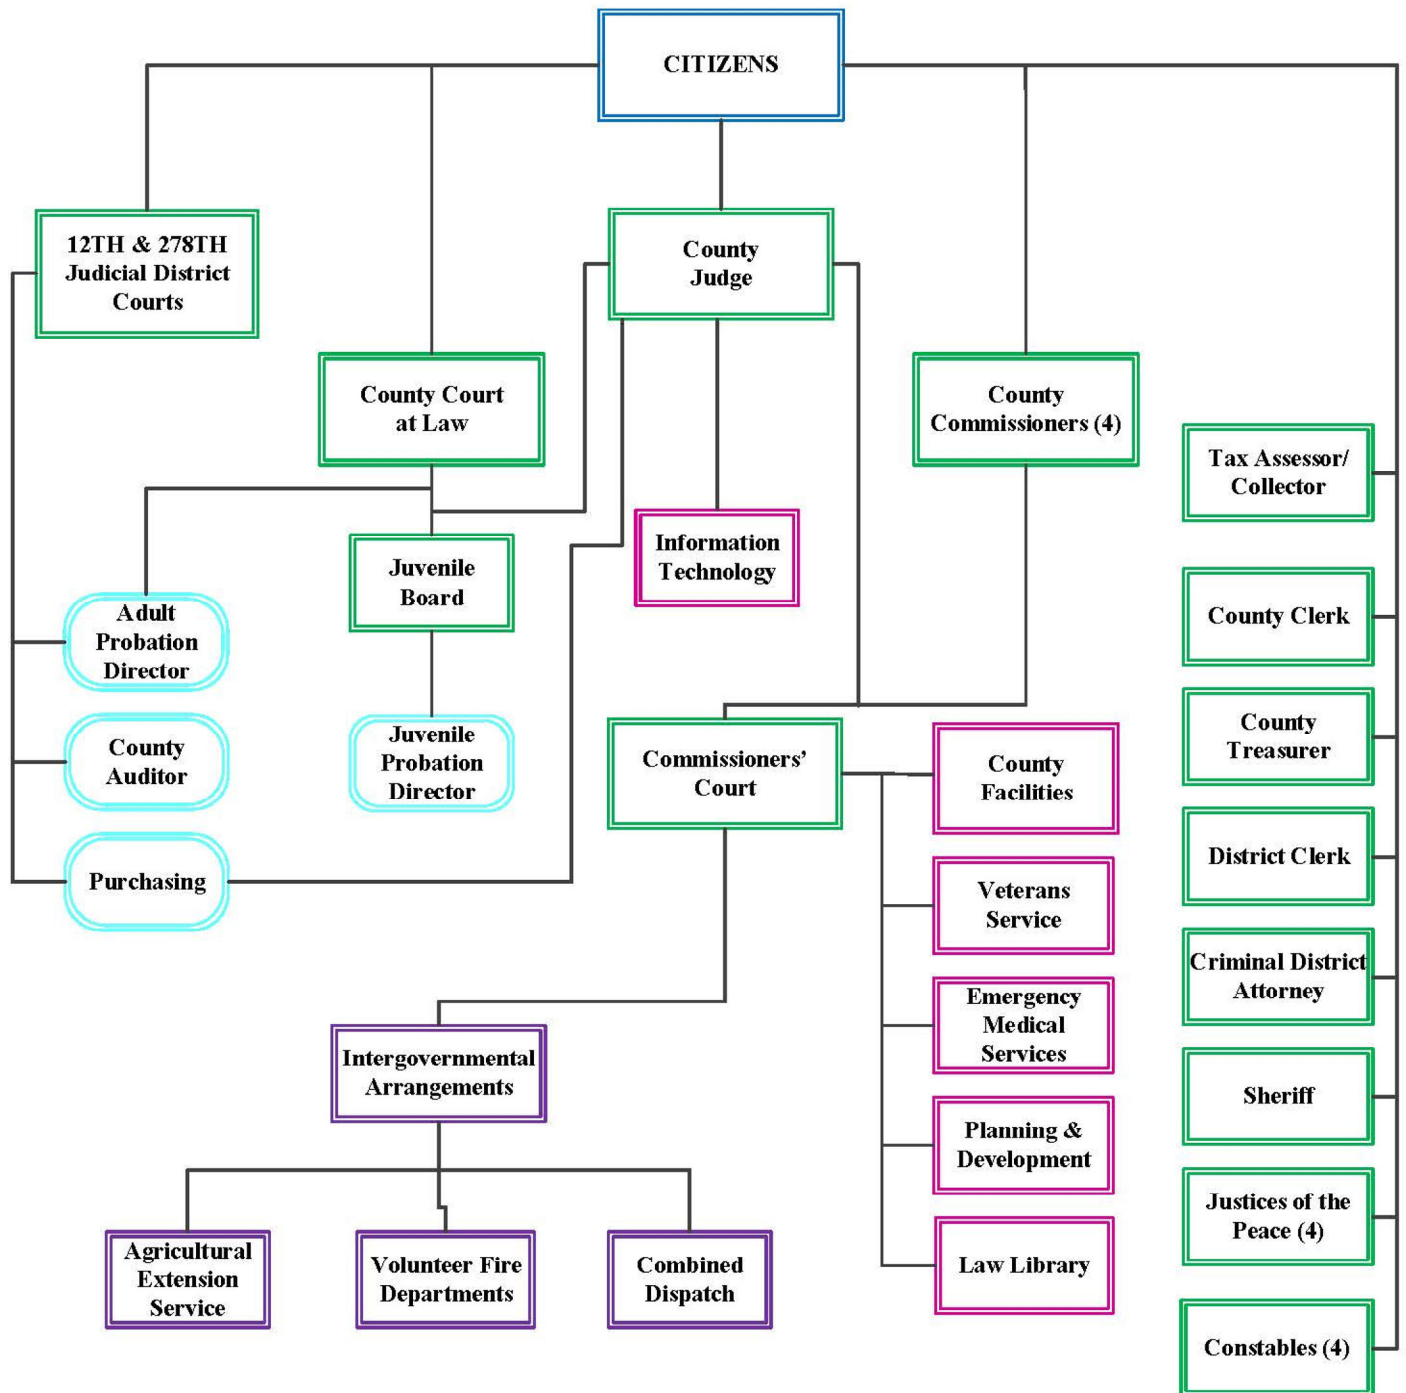 CITIZENS
12TH & 278TH
Judicial District
Courts
County
Judge
County Court
at Law
County
Commissioners (4)
Tax Assessor/
Collector
Information
Technology
Juvenile
Board
County Clerk
Adult
Probation
Director
County
Treasurer
County
Auditor
Juvenile
Probation
Director
Commissioners’
Court
County
Facilities
District Clerk
Purchasing
Veterans
Service
Criminal District
Attorney
Emergency
Medical
Services
Intergovernmental
Arrangements
Sheriff
Planning &
Development
Justices of the
Peace (4)
Agricultural
Extension
Service
Volunteer Fire
Departments
Combined
Dispatch
Law Library
Constables (4)